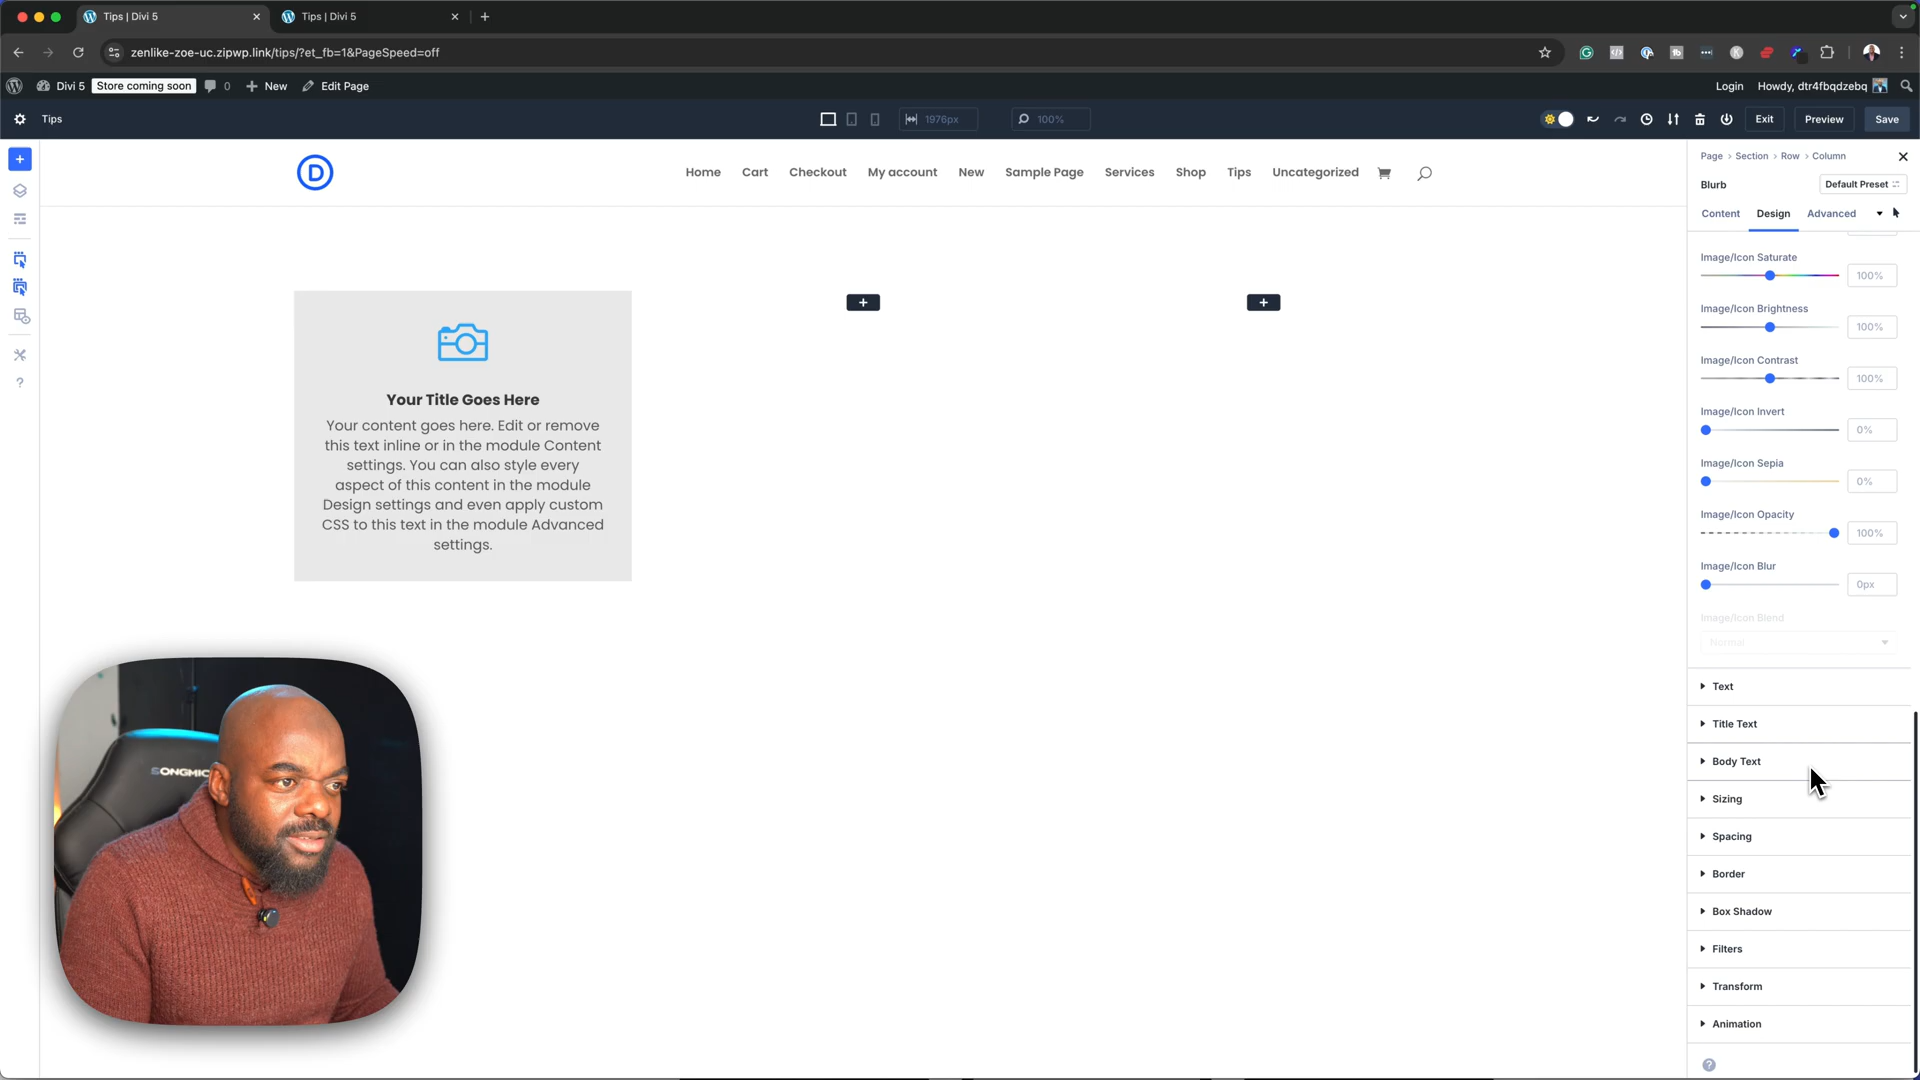 Tips | Divi 5
Tips | Divi 5
zenlike-zoe-uc.zipwp.link/tips/?et_fb=1&PageSpeed=off
Divi 5 Store coming soon 0 New Edit Page
Login Howdy, dtr4fbqdzebq
Tips
1976px
100%
Exit Preview Save
D
Home Cart Checkout My account New Sample Page Services Shop Tips Uncategorized
Your Title Goes Here
Your content goes here. Edit or remove
this text inline or in the module Content
settings. You can also style every
aspect of this content in the module
Design settings and even apply custom
CSS to this text in the module Advanced
settings.
SONGMIC
Page Section Row Column
Blurb
Default Preset
Content Design Advanced
Image/Icon Saturate
100%
Image/Icon Brightness
100%
Image/Icon Contrast
100%
Image/Icon Invert
0%
Image/Icon Sepia
0%
Image/Icon Opacity
100%
Image/Icon Blur
0px
Image/Icon Blend
Normal
Text
Title Text
Body Text
Sizing
Spacing
Border
Box Shadow
Filters
Transform
Animation